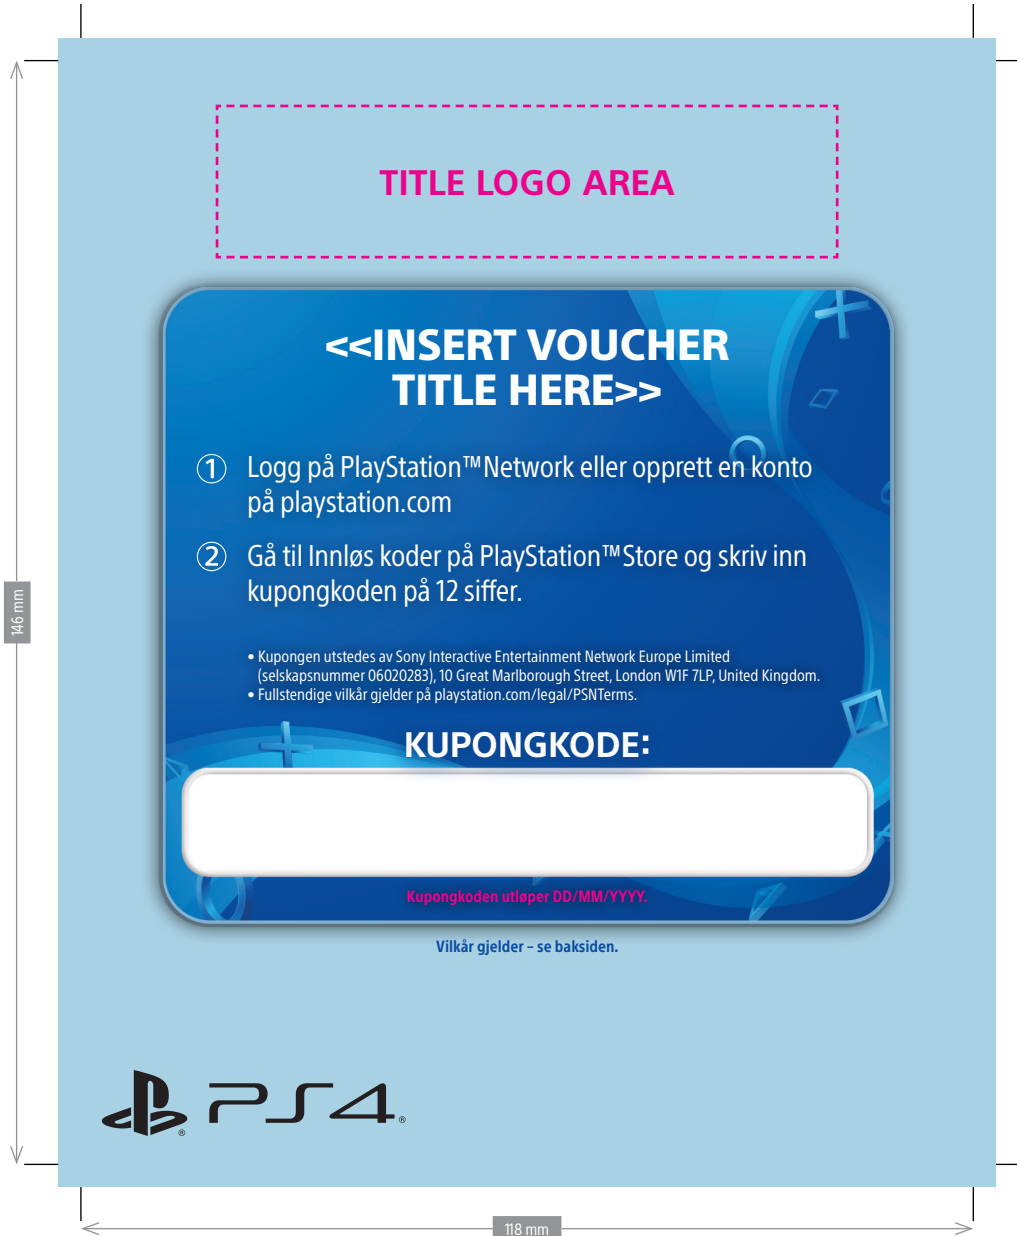 TITLE LOGO AREA
<<INSERT VOUCHER
TITLE HERE>>
1 Logg på PlayStation™Network eller opprett en konto
på playstation.com
2 Gå til Innløs koder på PlayStation™Store og skriv inn
kupongkoden på 12 siffer.
• Kupongen utstedes av Sony Interactive Entertainment Network Europe Limited
(selskapsnummer 06020283), 10 Great Marlborough Street, London W1F 7LP, United Kingdom.
• Fullstendige vilkår gjelder på playstation.com/legal/PSNTerms.
KUPONGKODE:
Kupongkoden utløper DD/MM/YYYY.
Vilkår gjelder – se baksiden.
146 mm
PS4®
118 mm